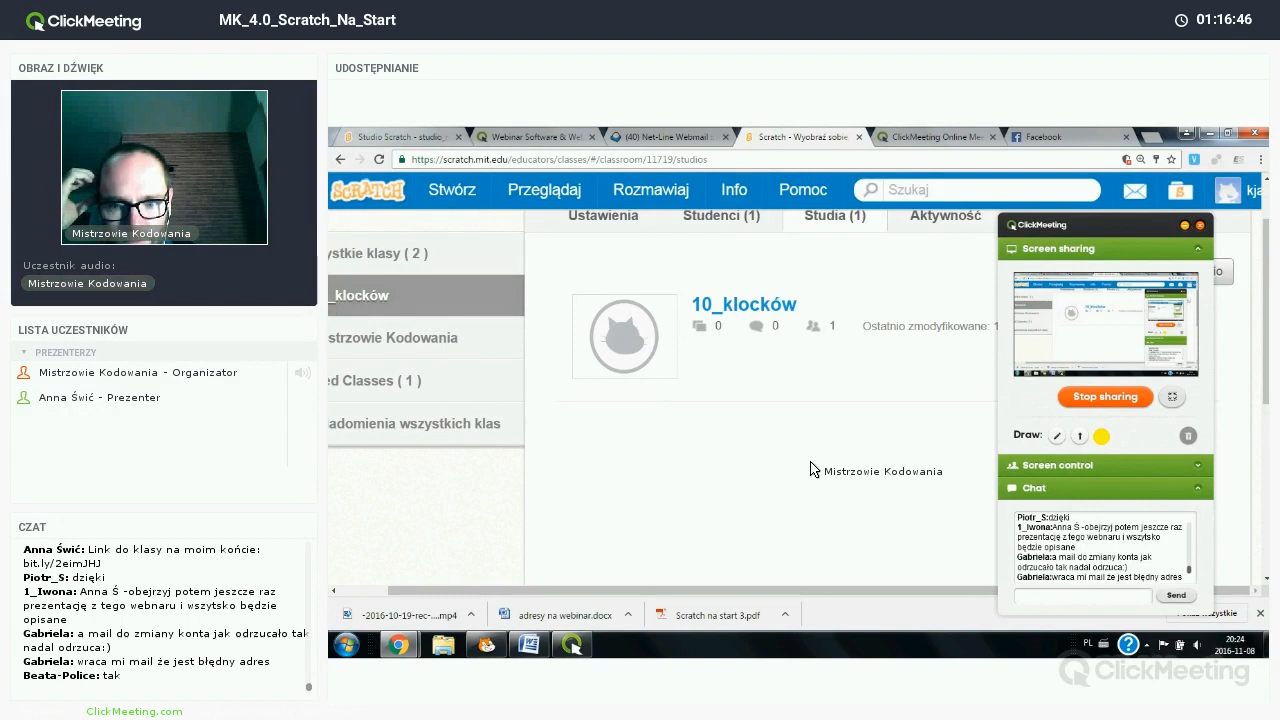 ClickMeeting
MK_4.0_Scratch_Na_Start
01:16:46
OBRAZ I DŹWIĘK
Mistrzowie Kodowania
Uczestnik audio:
Mistrzowie Kodowania
LISTA UCZESTNIKÓW
PREZENTERZY
Mistrzowie Kodowania - Organizator
Anna Świć - Prezenter
CZAT
Anna Świć: Link do klasy na moim końcie:
bit.ly/2eimJHJ
Piotr_S: dzięki
1_Iwona: Anna Ś -obejrzyj potem jeszcze raz
prezentację z tego webnaru i wszytsko będzie
opisane
Gabriela: a mail do zmiany konta jak odrzucało tak
nadal odrzuca:)
Gabriela: wraca mi mail że jest błędny adres
Beata-Police: tak
ClickMeeting.com
UDOSTĘPNIANIE
Studio Scratch - studio_
Webinar Software & We
(40) Net-Line Webmail
Scratch - Wyobraź sobie
ClickMeeting Online Me
Facebook
https://scratch.mit.edu/educators/classes/#/classroom/11719/studios
SCRATCH
Stwórz
Przeglądaj
Rozmawiaj
Info
Pomoc
Szukaj
kja
Ustawienia
Studenci (1)
Studia (1)
Aktywność
ystkie klasy ( 2 )
_klocków
strzowie Kodowania
ed Classes ( 1 )
adomienia wszystkich klas
10_klocków
0
0
1
Ostatnio zmodyfikowane: 1
io
Mistrzowie Kodowania
ClickMeeting
Screen sharing
Stop sharing
Draw:
Screen control
Chat
Piotr_S:dzięki
1_Iwona:Anna Ś -obejrzyj potem jeszcze raz
prezentację z tego webnaru i wszytsko
będzie opisane
Gabriela:a mail do zmiany konta jak
odrzucało tak nadal odrzuca:)
Gabriela:wraca mi mail że jest błędny adres
Send
-2016-10-19-rec-....mp4
adresy na webinar.docx
Scratch na start 3.pdf
PL
20:24
2016-11-08
ClickMeeting